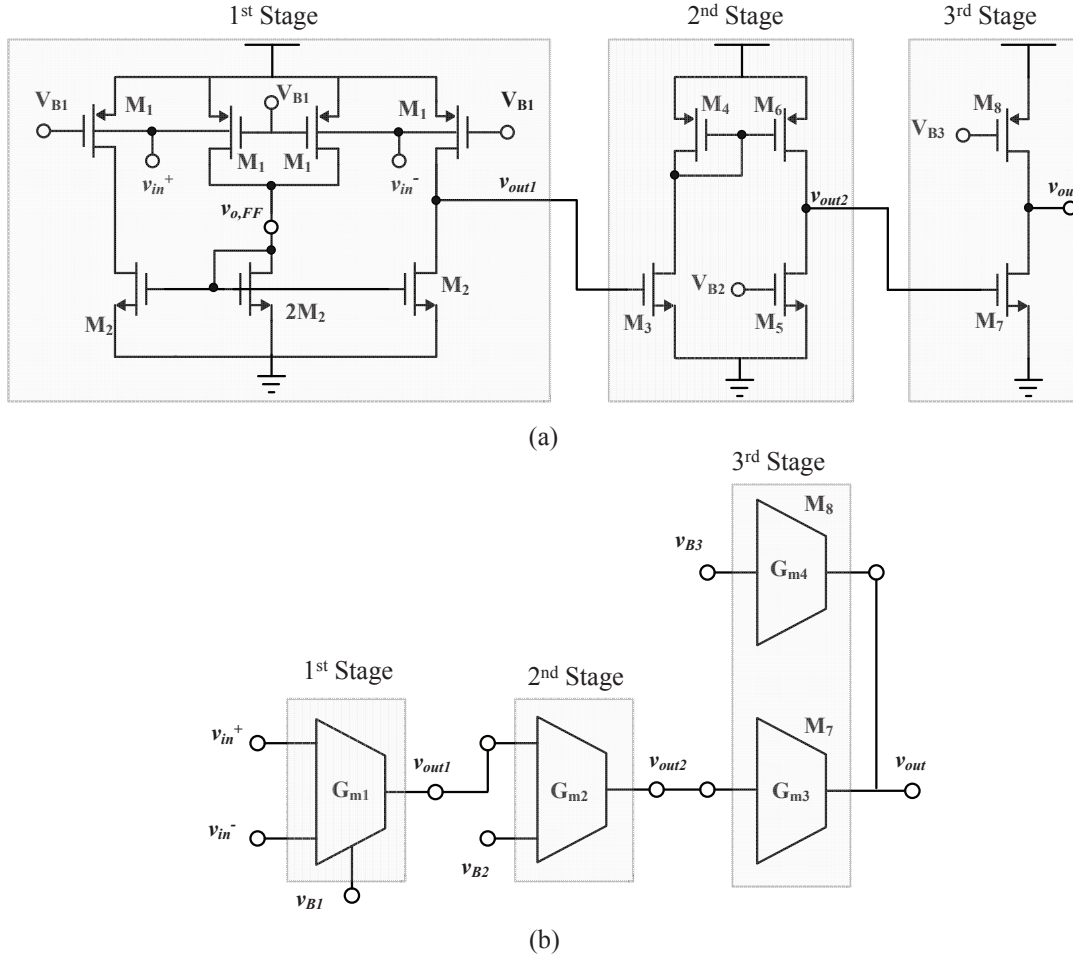 1st Stage
2nd Stage
3rd Stage
VB1 M1 VB1 M1 VB1
M4 M6 M8
VB3
M1 M1
vin+ vin-
vo,FF
vout1
vout2
vou
M2 2M2 M2
M3 VB2 M5 M7
(a)
3rd Stage
M8
vB3 Gm4
1st Stage
2nd Stage
M7
vin+ vout1 vout2 vout
Gm1 Gm2 Gm3
vin-
vB2
vB1
(b)